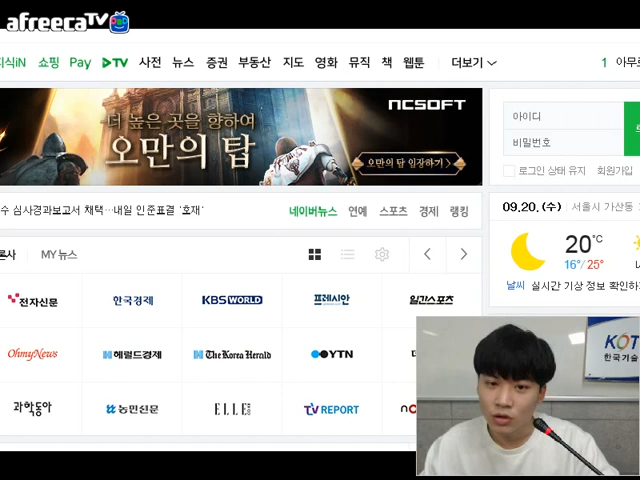 afreecaTV
식iN 쇼핑 Pay TV 사전 뉴스 증권 부동산 지도 영화 뮤직 책 웹툰 더보기
1 아무로
더 높은 곳을 향하여
오만의 탑
NCSOFT
오만의 탑 입장하기 >
아이디
비밀번호
로그인 상태 유지 회원가입
수 심사경과보고서 채택…내일 인준표결 '호재'
네이버뉴스 연예 스포츠 경제 랭킹
09.20.(수) 서울시 가산동
론사 MY 뉴스
20℃
16°/25°
날씨 실시간 기상 정보 확인하
전자신문 한국경제 KBS WORLD 프레시안 일간스포츠
OhmyNews 헤럴드경제 The Korea Herald YTN
과학동아 농민신문 ELLE TV REPORT
KOT
한국기술